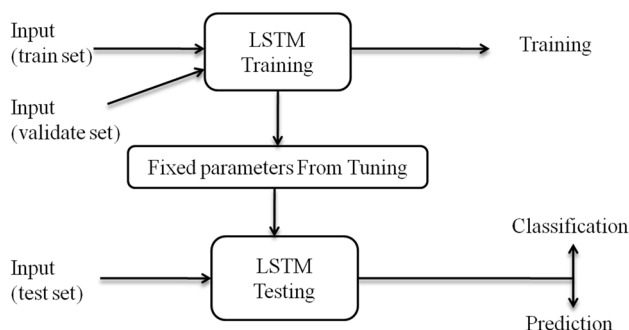 Input
(train set)
LSTM
Training
Training
Input
(validate set)
Fixed parameters From Tuning
Input
(test set)
LSTM
Testing
Classification
Prediction